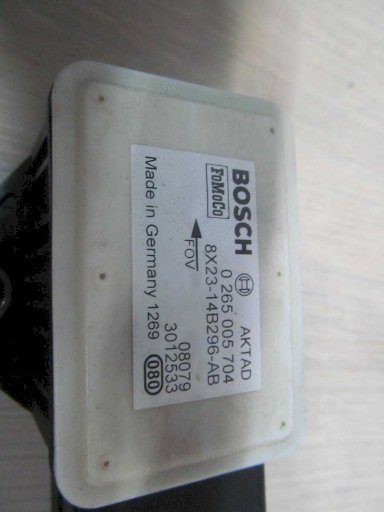 BOSCH AKTAD
FoMoCo 0 265 005 704
8X23-14B296-AB
FOV 08079
3012533
Made in Germany 1269 080